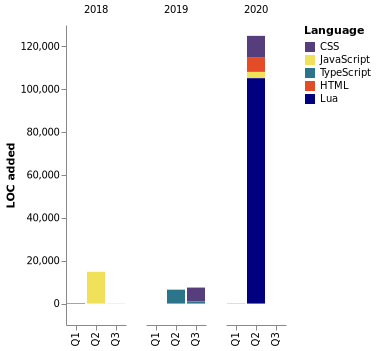 2018 2019 2020
Language
CSS
JavaScript
TypeScript
HTML
Lua
LOC added
120,000
100,000
80,000
60,000
40,000
20,000
0
Q1 Q2 Q3 Q1 Q2 Q3 Q1 Q2 Q3